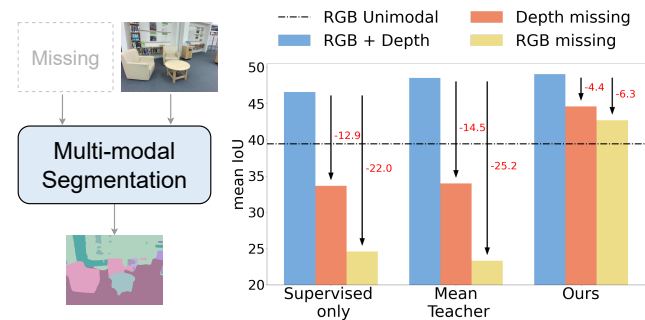 Missing
Multi-modal
Segmentation
RGB Unimodal
RGB + Depth
Depth missing
RGB missing
mean IoU
50
45
40
35
30
25
20
-12.9
-22.0
-14.5
-25.2
-4.4
-6.3
Supervised
only
Mean
Teacher
Ours